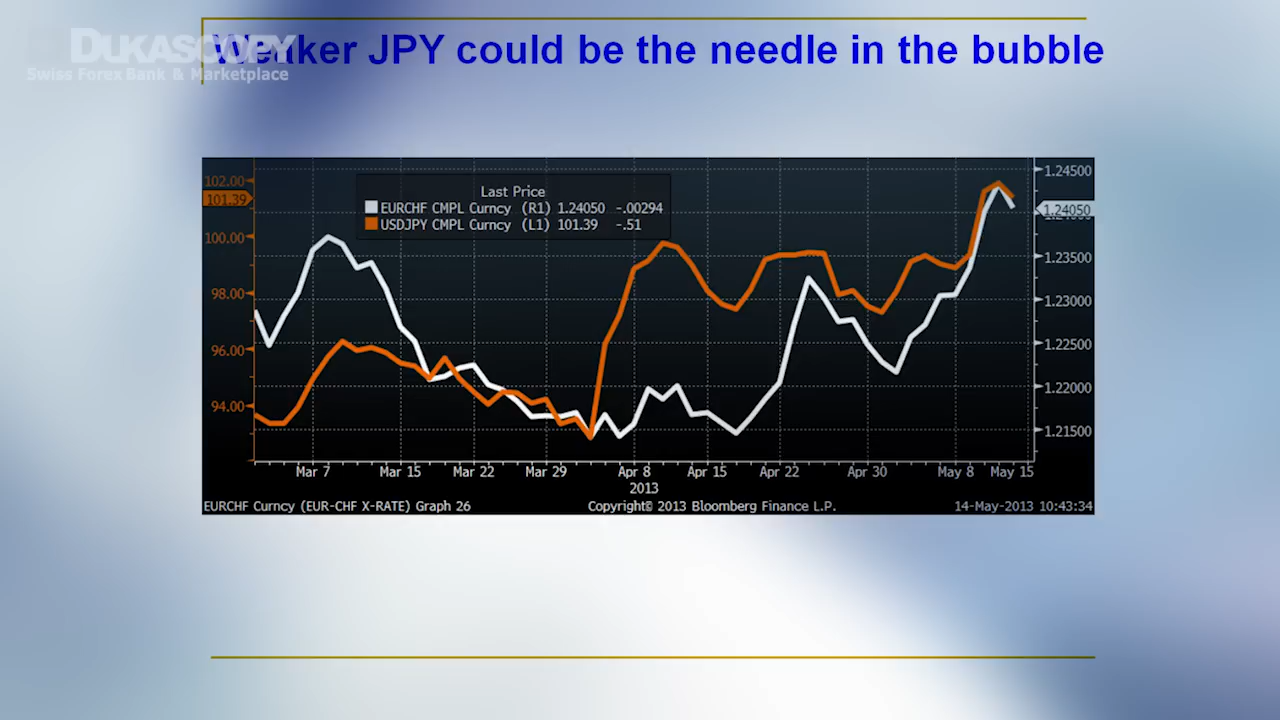 DUKASCOPY
Swiss Forex Bank & Marketplace
Weaker JPY could be the needle in the bubble
Last Price
EURCHF CMPL Curncy (R1) 1.24050 -.00294
USDJPY CMPL Curncy (L1) 101.39 -.51
102.00
101.39
100.00
98.00
96.00
94.00
1.24500
1.24050
1.23500
1.23000
1.22500
1.22000
1.21500
Mar 7 Mar 15 Mar 22 Mar 29 Apr 8 Apr 15 Apr 22 Apr 30 May 8 May 15
2013
EURCHF Curncy (EUR-CHF X-RATE) Graph 26 Copyright© 2013 Bloomberg Finance L.P. 14-May-2013 10:43:34